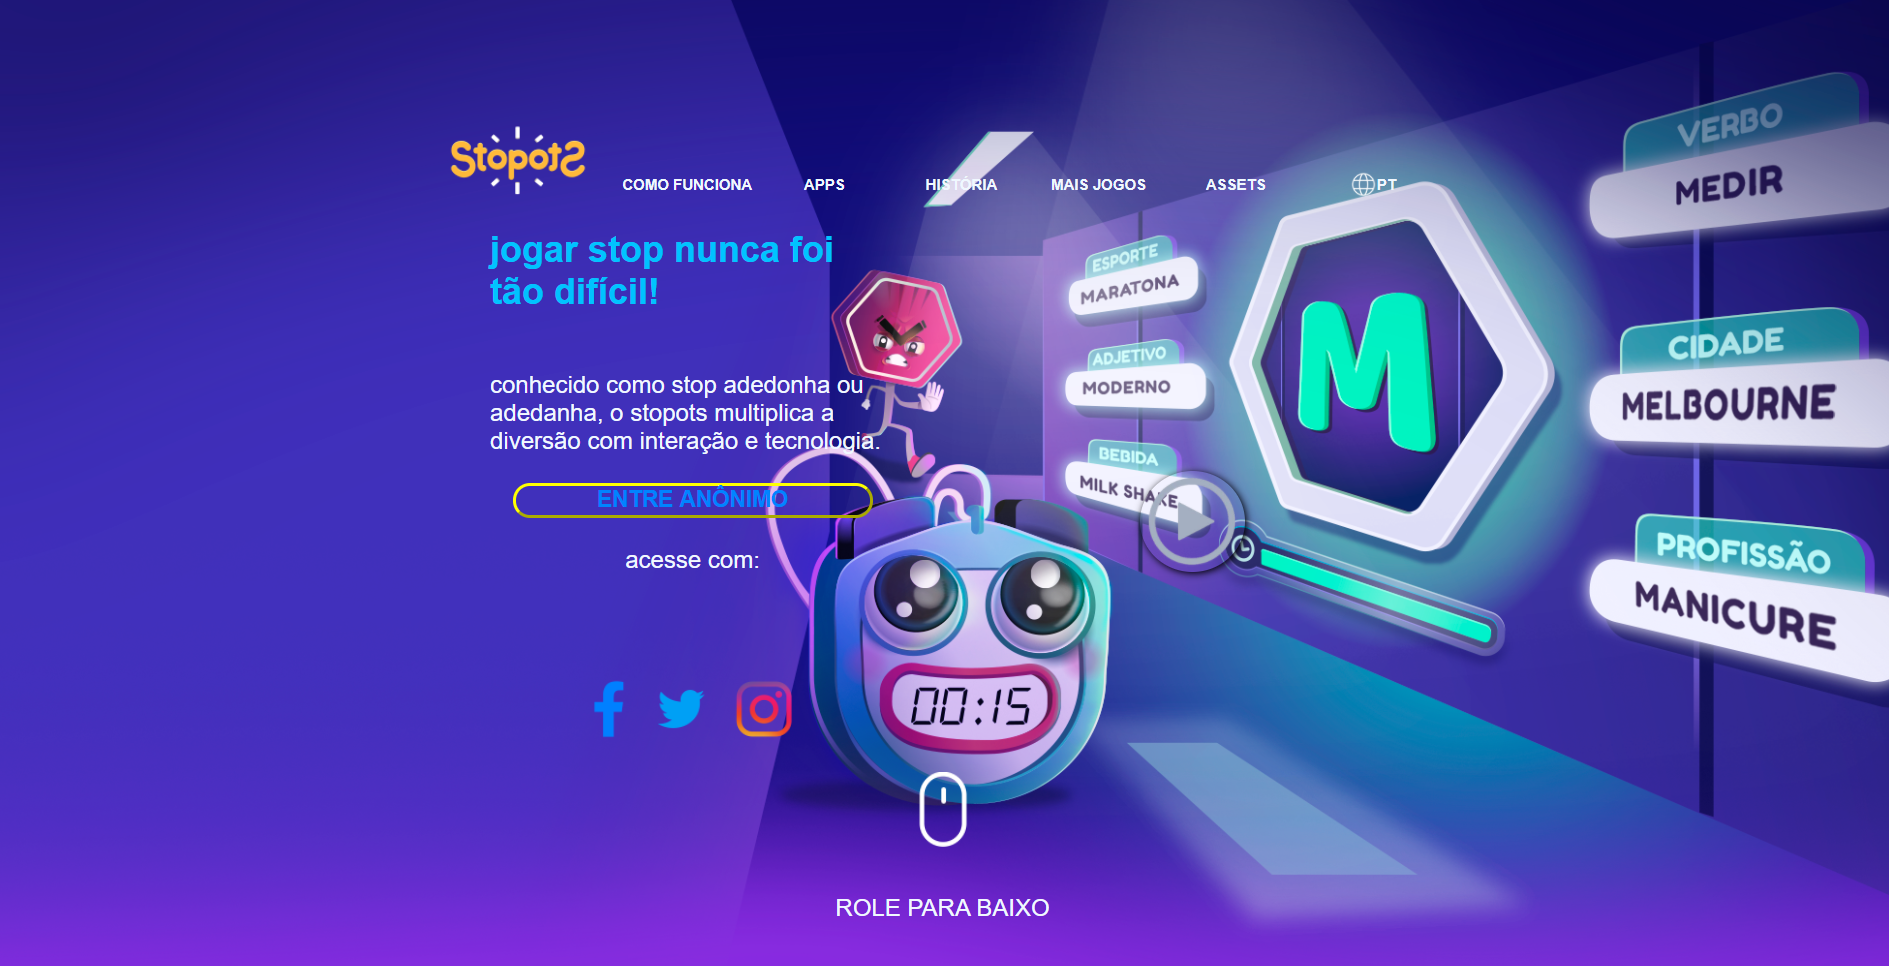 StopotS
COMO FUNCIONA
APPS
HISTÓRIA
MAIS JOGOS
ASSETS
PT
jogar stop nunca foi
tão difícil!
conhecido como stop adedonha ou
adedanha, o stopots multiplica a
diversão com interação e tecnologia.
ENTRE ANÔNIMO
acesse com:
00:15
ROLE PARA BAIXO
ESPORTE
MARATONA
ADJETIVO
MODERNO
BEBIDA
MILK SHAKE
M
VERBO
MEDIR
CIDADE
MELBOURNE
PROFISSÃO
MANICURE